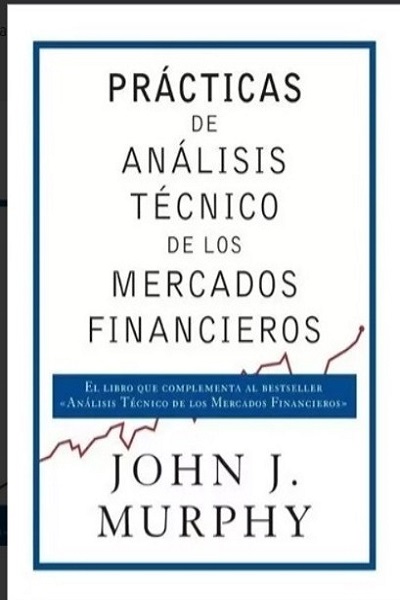 PRÁCTICAS
DE
ANÁLISIS
TÉCNICO
DE LOS
MERCADOS
FINANCIEROS
EL LIBRO QUE COMPLEMENTA AL BESTSELLER
«ANÁLISIS TÉCNICO DE LOS MERCADOS FINANCIEROS»
JOHN J.
MURPHY